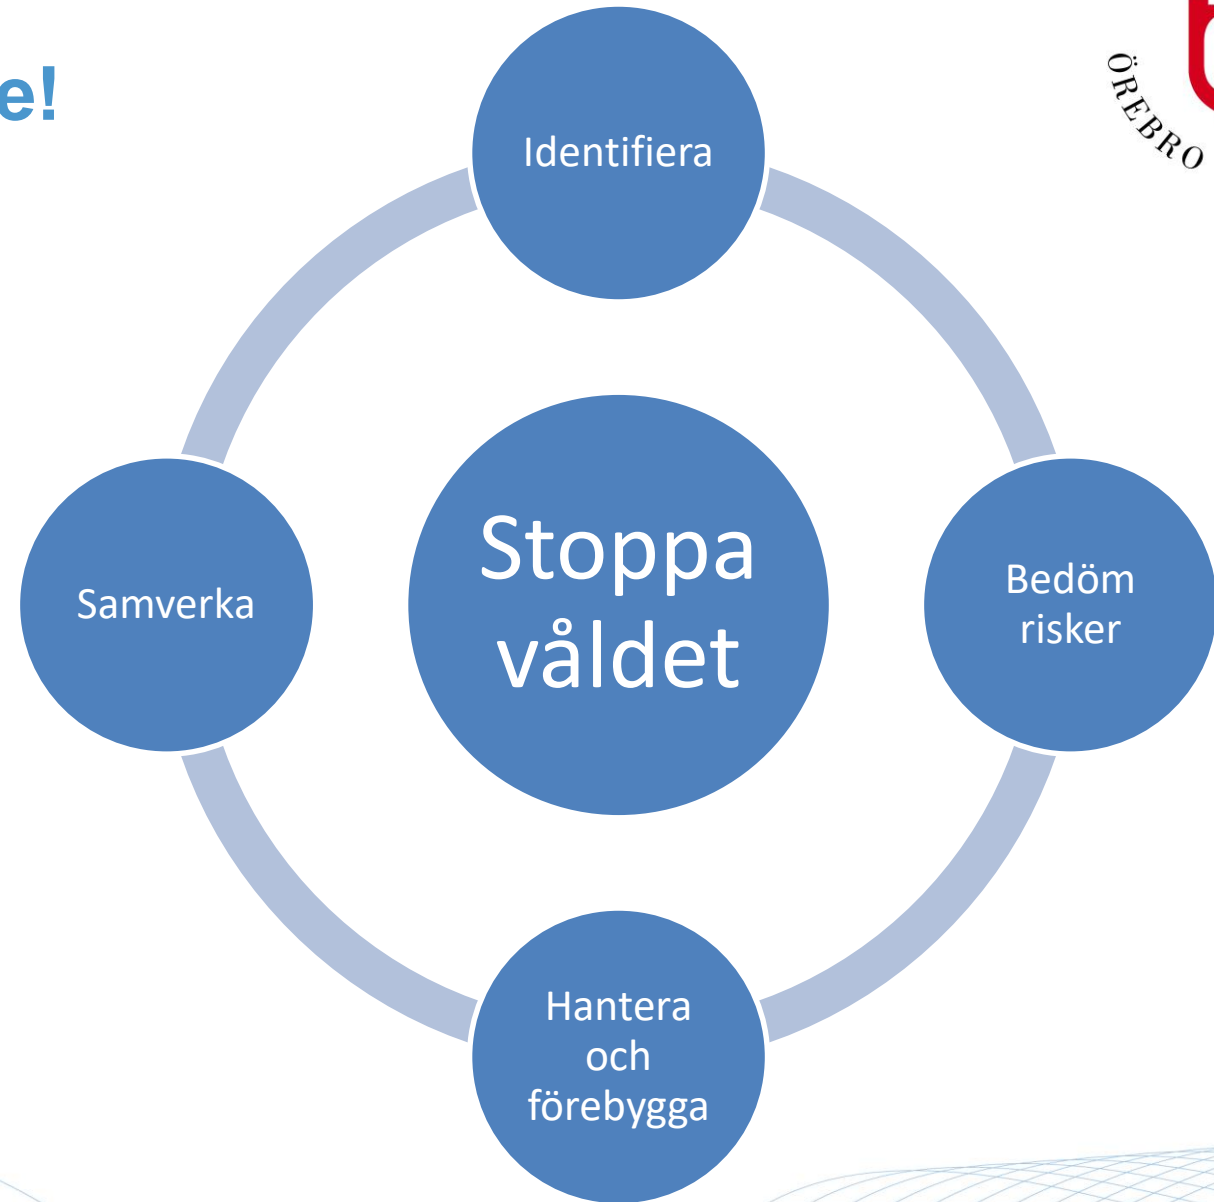 e!
ÖREBRO
Identifiera
Stoppa
våldet
Bedöm
risker
Samverka
Hantera
och
förebygga